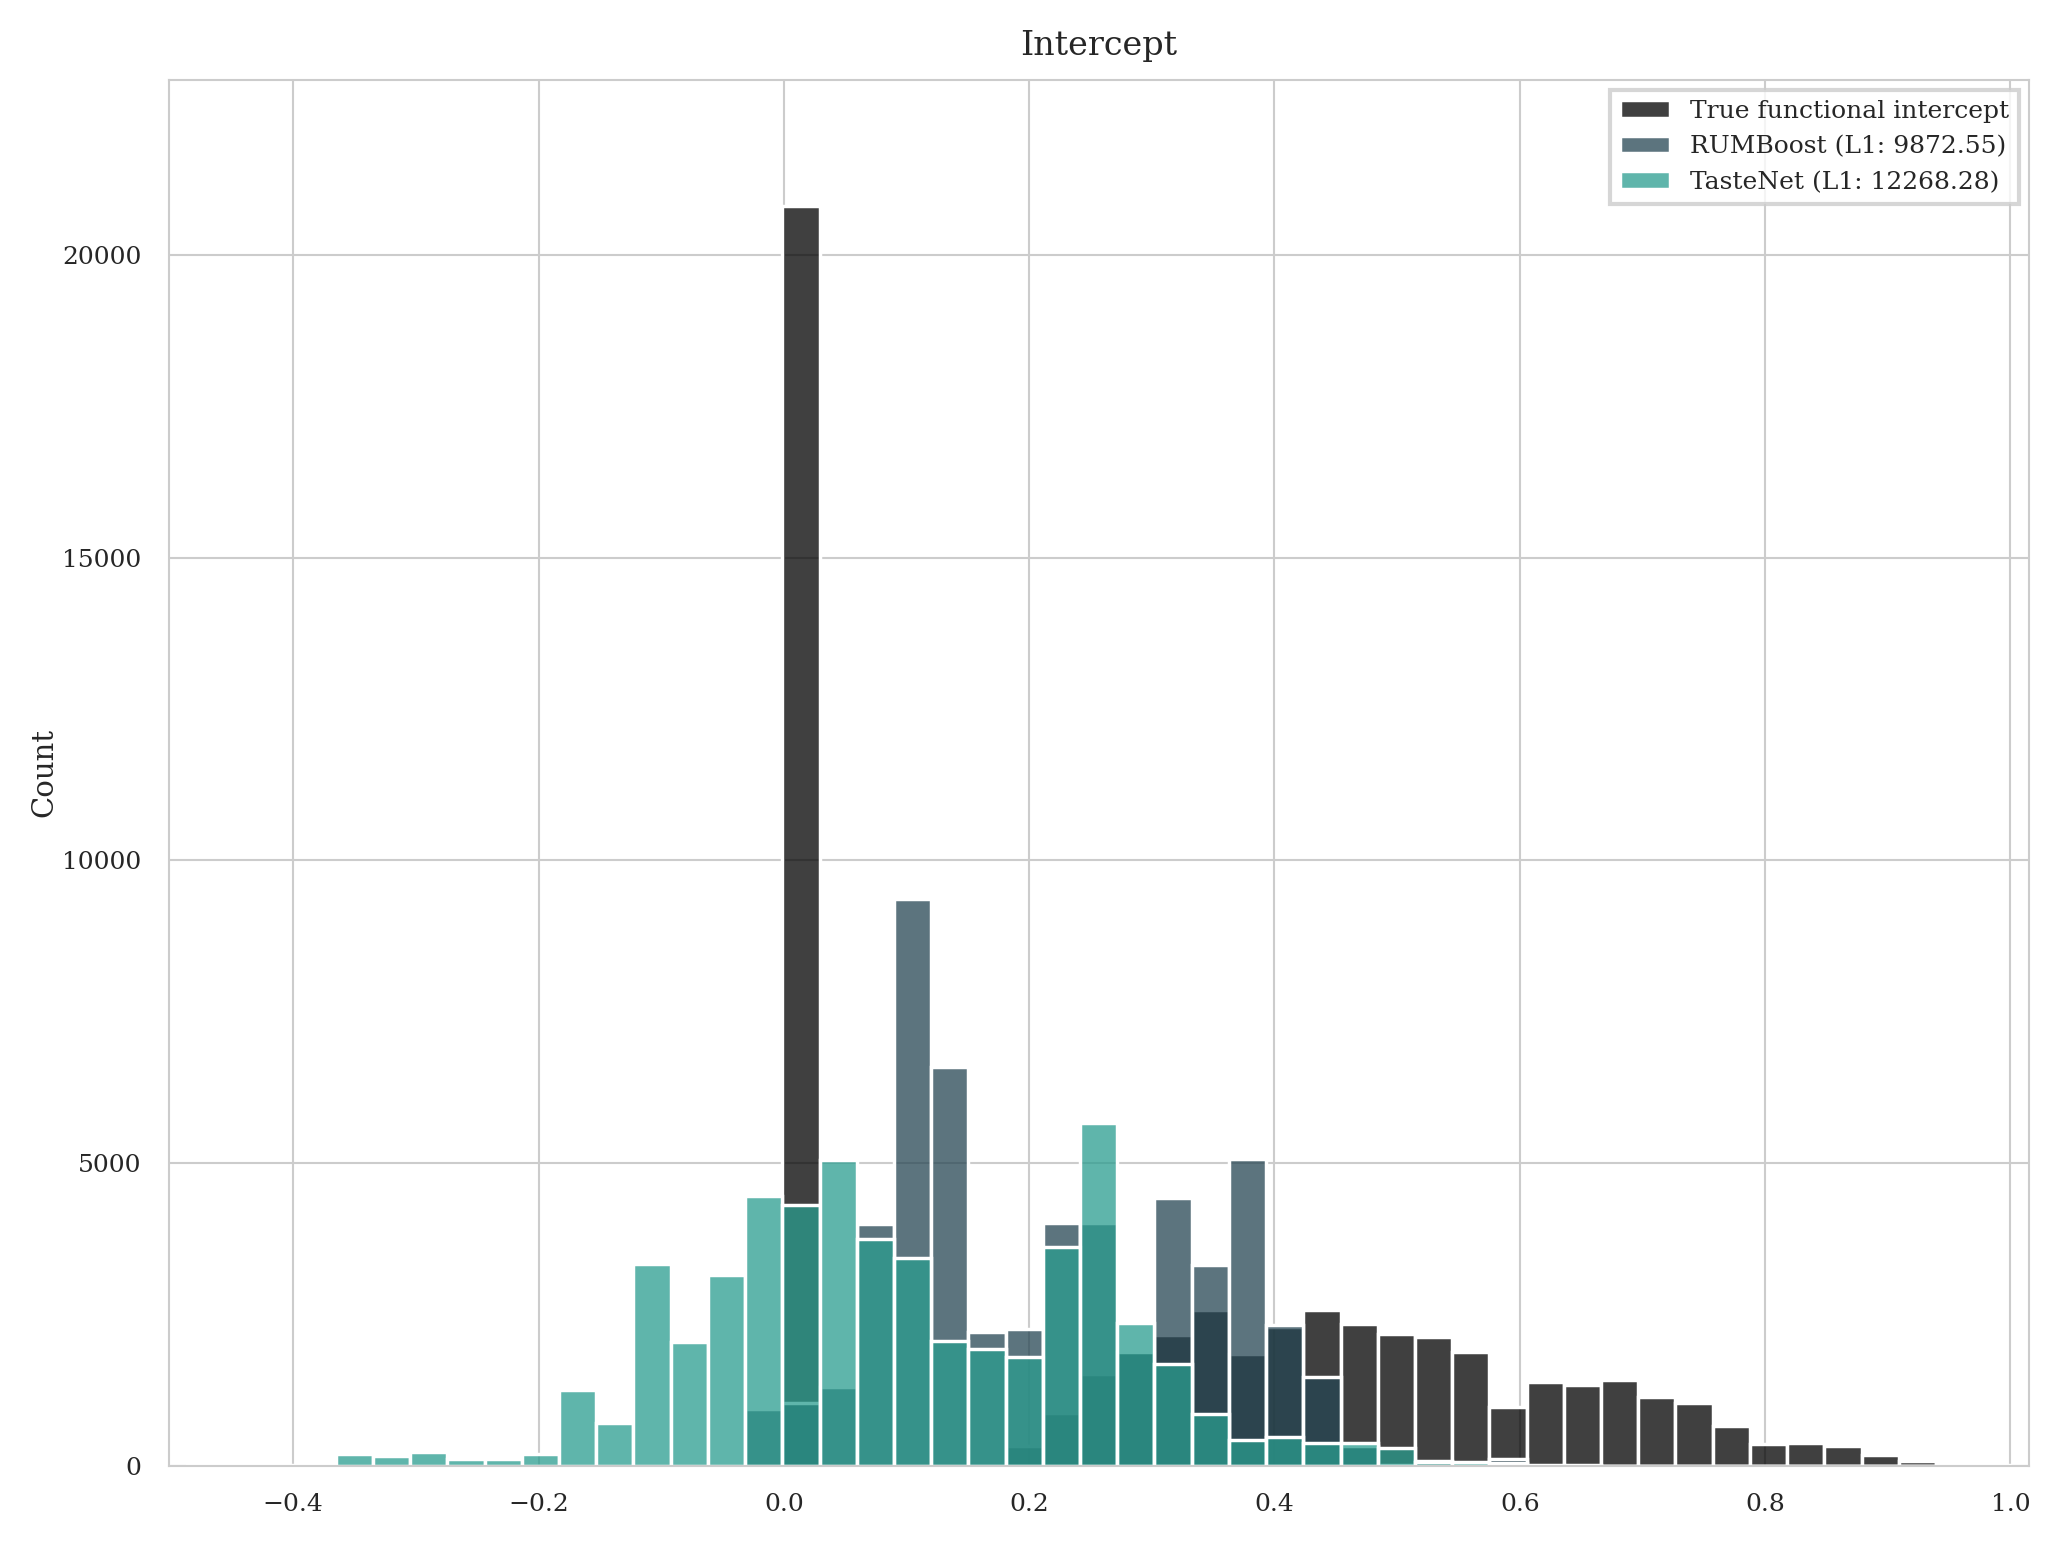 Intercept
True functional intercept
RUMBoost (L1: 9872.55)
TasteNet (L1: 12268.28)
Count
20000
15000
10000
5000
0
−0.4
−0.2
0.0
0.2
0.4
0.6
0.8
1.0